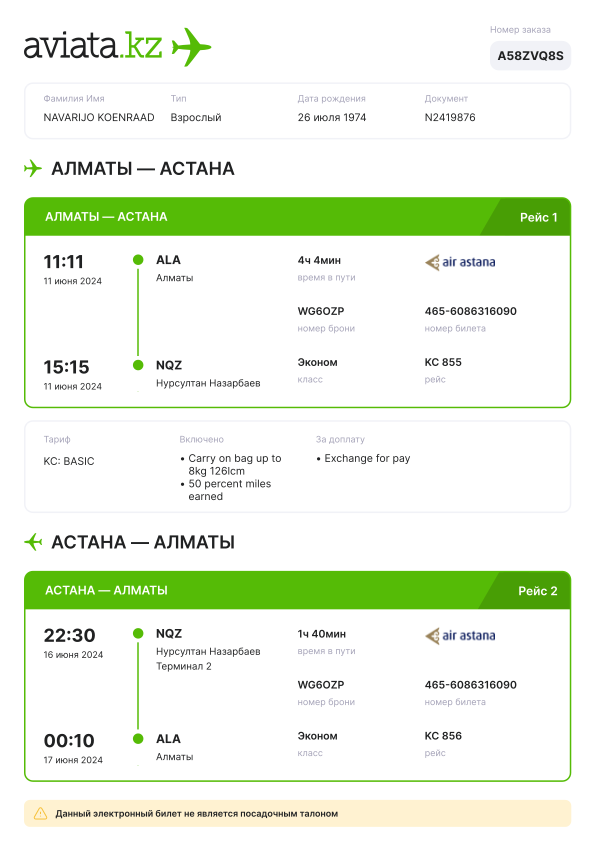 aviata.kz
Номер заказа
A58ZVQ8S
Фамилия Имя
Тип
Дата рождения
Документ
NAVARIJO KOENRAAD
Взрослый
26 июля 1974
N2419876
АЛМАТЫ — АСТАНА
АЛМАТЫ — АСТАНА
Рейс 1
11:11
11 июня 2024
ALA
Алматы
4ч 4мин
время в пути
air astana
WG6OZP
номер брони
465-6086316090
номер билета
15:15
11 июня 2024
NQZ
Нурсултан Назарбаев
Эконом
класс
KC 855
рейс
Тариф
Включено
За доплату
KC: BASIC
• Carry on bag up to
8kg 126lcm
• 50 percent miles
earned
• Exchange for pay
АСТАНА — АЛМАТЫ
АСТАНА — АЛМАТЫ
Рейс 2
22:30
16 июня 2024
NQZ
Нурсултан Назарбаев
Терминал 2
1ч 40мин
время в пути
air astana
WG6OZP
номер брони
465-6086316090
номер билета
00:10
17 июня 2024
ALA
Алматы
Эконом
класс
KC 856
рейс
Данный электронный билет не является посадочным талоном